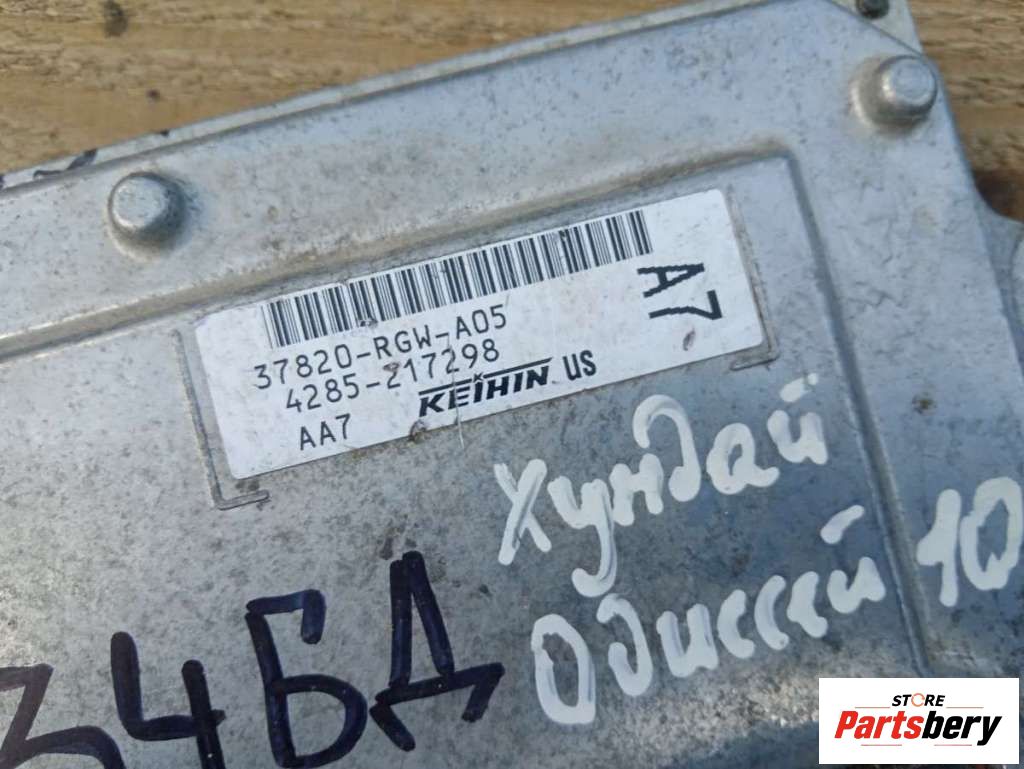 A7
37820-RGW-A05
4285-217298
AA7 KEIHIN US
Хундай
Одиссей 10
34БД
STORE
Partsbery